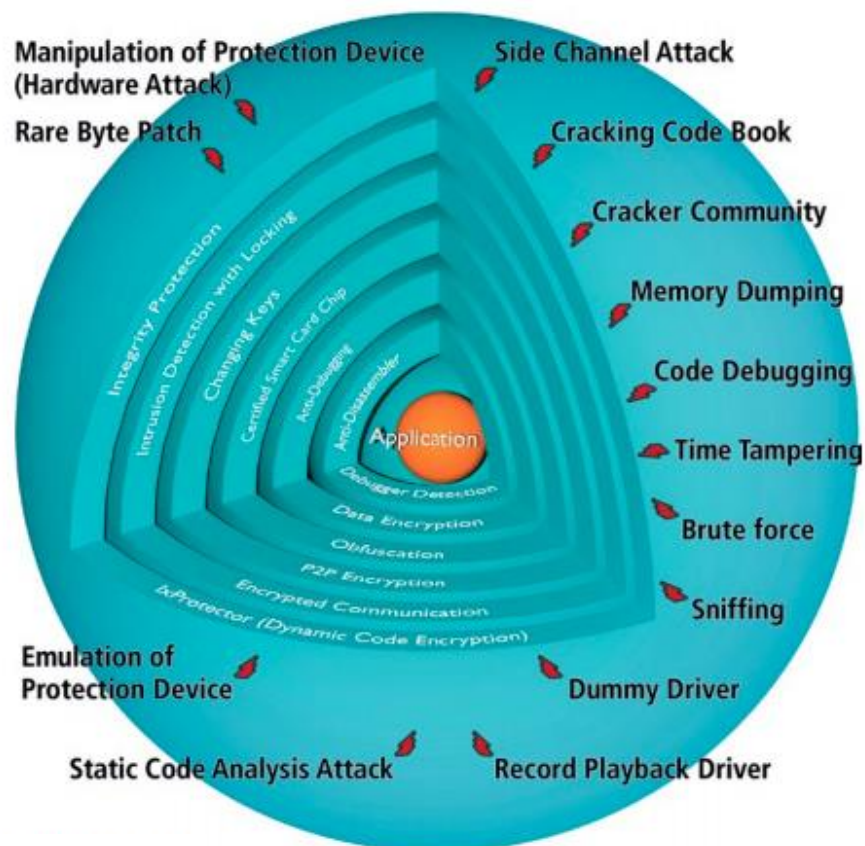 Manipulation of Protection Device
(Hardware Attack)
Rare Byte Patch
Side Channel Attack
Cracking Code Book
Cracker Community
Memory Dumping
Code Debugging
Time Tampering
Brute force
Sniffing
Integrity Protection
Intrusion Detection with Locking
Changing Keys
Certified Smart Card Chip
Anti-Debugging
Anti-Disassembler
Application
Debugger Detection
Data Encryption
Obfuscation
P2P Encryption
Encrypted Communication
IxProtector (Dynamic Code Encryption)
Emulation of
Protection Device
Dummy Driver
Static Code Analysis Attack
Record Playback Driver